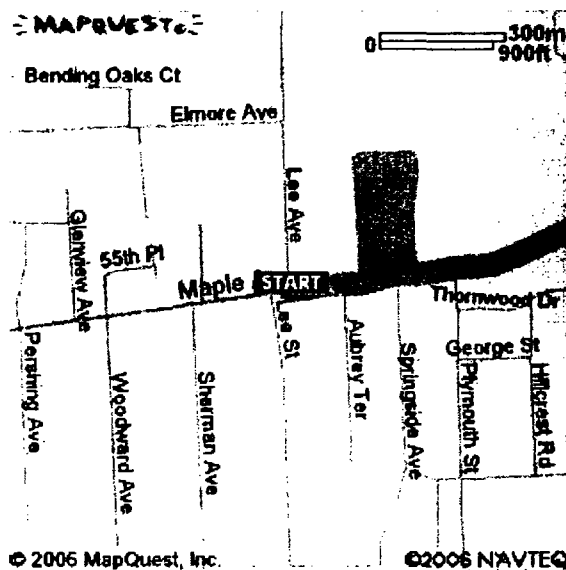 MAPQUEST
300m
0
900ft
Bending Oaks Ct
Elmore Ave
Lee Ave
Glenview Ave
55th Pl
Maple
START
Thornwood Dr
Lee St
Aubrey Ter
George St
Pershing Ave
Woodward Ave
Sherman Ave
Springside Ave
Plymouth St
Hillcrest Rd
© 2006 MapQuest, Inc.
©2006 NAVTEQ